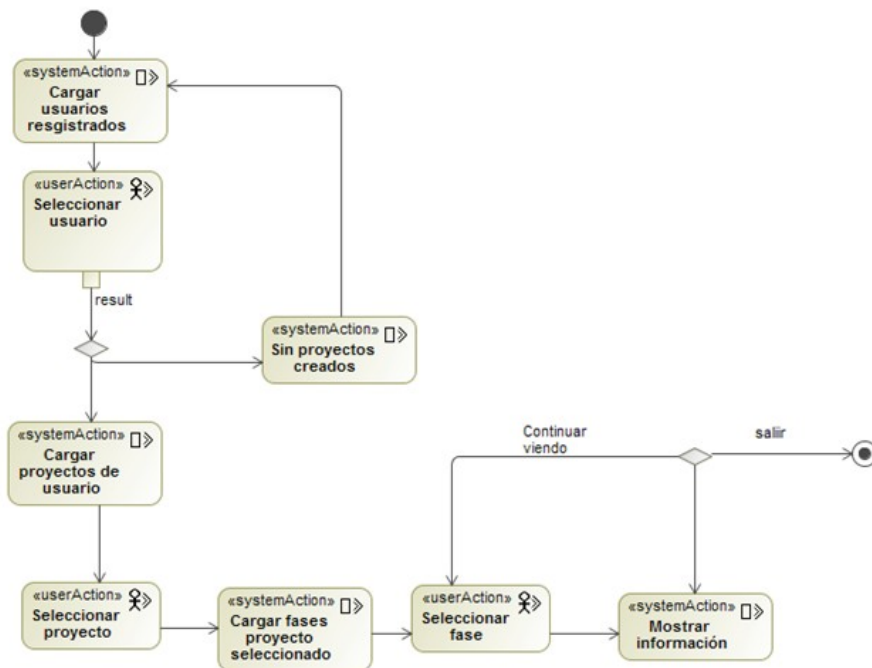 «systemAction»
Cargar
usuarios
resgistrados
«userAction»
Seleccionar
usuario
result
«systemAction»
Sin proyectos
creados
«systemAction»
Cargar
proyectos de
usuario
Continuar
viendo
saliir
«userAction»
Seleccionar
proyecto
«systemAction»
Cargar fases
proyecto
seleccionado
«userAction»
Seleccionar
fase
«systemAction»
Mostrar
información